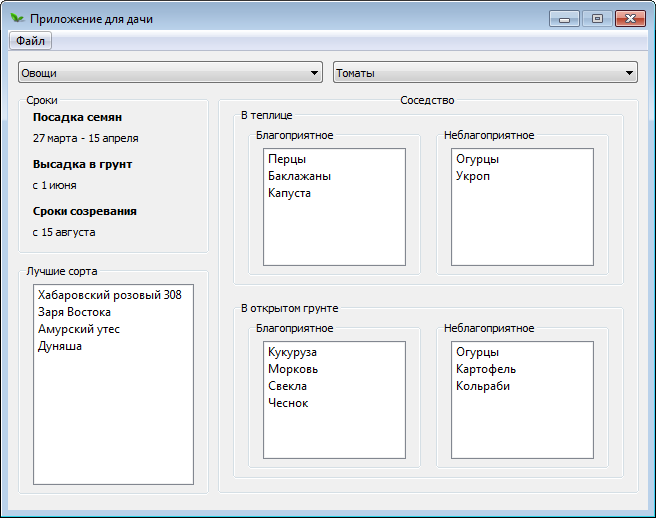 Приложение для дачи
Файл
Овощи
Томаты
Сроки
Посадка семян
27 марта - 15 апреля
Высадка в грунт
с 1 июня
Сроки созревания
с 15 августа
Лучшие сорта
Хабаровский розовый 308
Заря Востока
Амурский утес
Дуняша
Соседство
В теплице
Благоприятное
Перцы
Баклажаны
Капуста
Неблагоприятное
Огурцы
Укроп
В открытом грунте
Благоприятное
Кукуруза
Морковь
Свекла
Чеснок
Неблагоприятное
Огурцы
Картофель
Кольраби